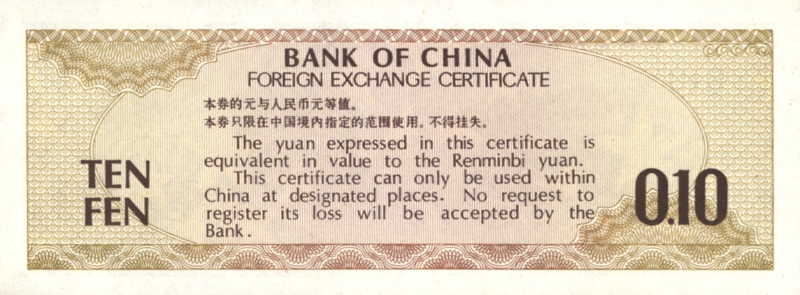 BANK OF CHINA
FOREIGN EXCHANGE CERTIFICATE
本券的元与人民币元等值。
本券只限在中国境内指定的范围使用。不得挂失。
The yuan expressed in this certificate is
equivalent in value to the Renminbi yuan.
This certificate can only be used within
China at designated places. No request to
register its loss will be accepted by the
Bank.
TEN
FEN
0.10